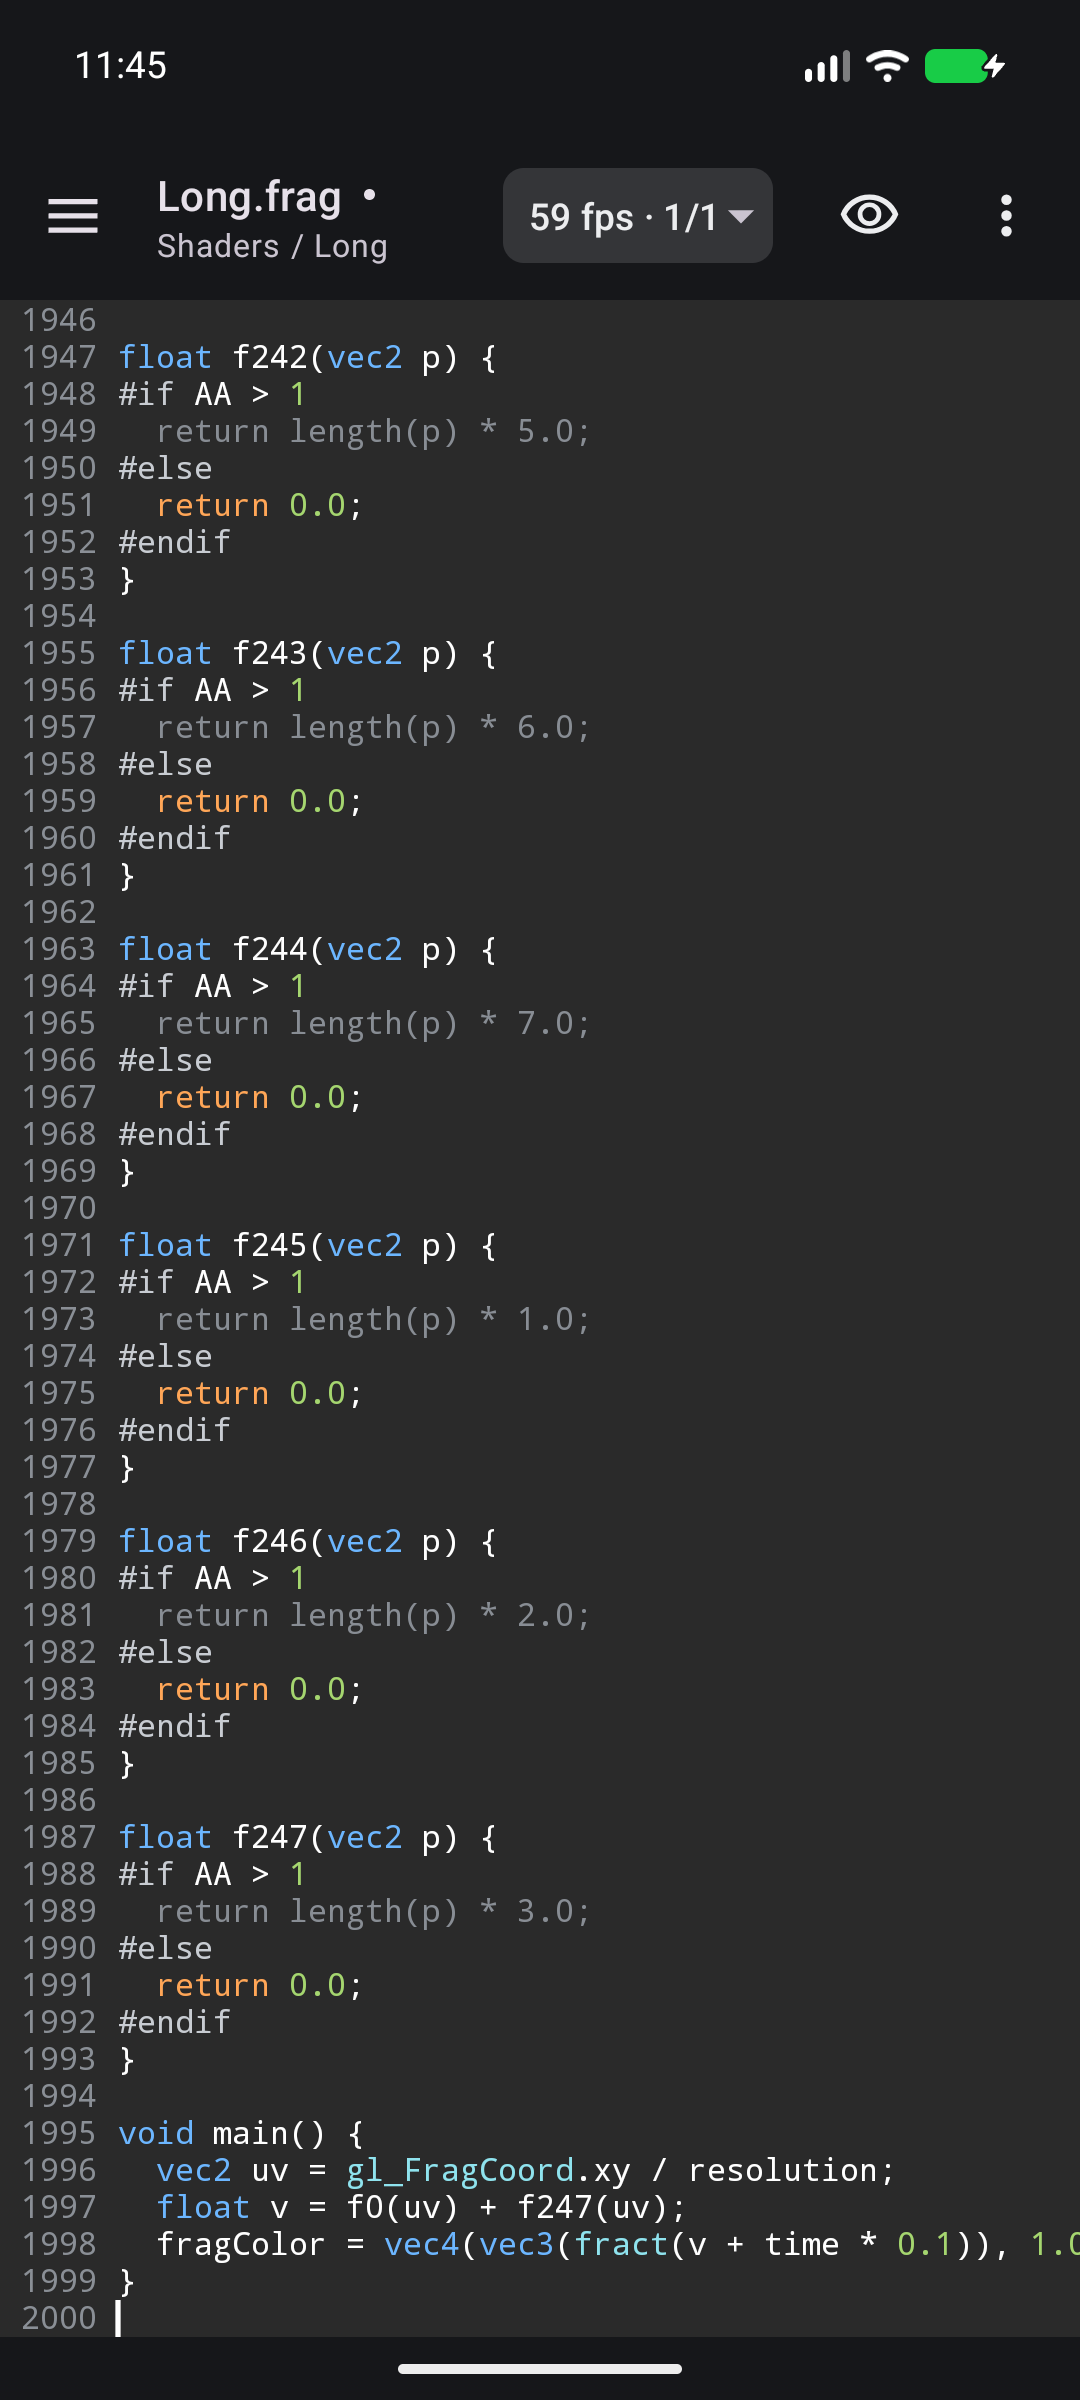 11:45
Long.frag •
59 fps · 1/1
Shaders / Long
1946
1947 float f242(vec2 p) {
1948 #if AA > 1
1949   return length(p) * 5.0;
1950 #else
1951   return 0.0;
1952 #endif
1953 }
1954
1955 float f243(vec2 p) {
1956 #if AA > 1
1957   return length(p) * 6.0;
1958 #else
1959   return 0.0;
1960 #endif
1961 }
1962
1963 float f244(vec2 p) {
1964 #if AA > 1
1965   return length(p) * 7.0;
1966 #else
1967   return 0.0;
1968 #endif
1969 }
1970
1971 float f245(vec2 p) {
1972 #if AA > 1
1973   return length(p) * 1.0;
1974 #else
1975   return 0.0;
1976 #endif
1977 }
1978
1979 float f246(vec2 p) {
1980 #if AA > 1
1981   return length(p) * 2.0;
1982 #else
1983   return 0.0;
1984 #endif
1985 }
1986
1987 float f247(vec2 p) {
1988 #if AA > 1
1989   return length(p) * 3.0;
1990 #else
1991   return 0.0;
1992 #endif
1993 }
1994
1995 void main() {
1996   vec2 uv = gl_FragCoord.xy / resolution;
1997   float v = f0(uv) + f247(uv);
1998   fragColor = vec4(vec3(fract(v + time * 0.1)), 1.0
1999 }
2000